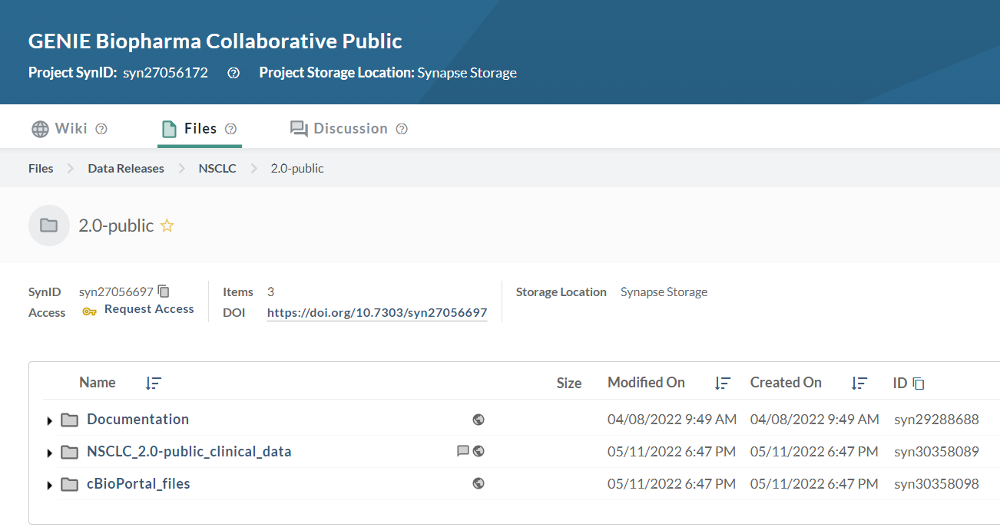 GENIE Biopharma Collaborative Public
Project SynID: syn27056172 Project Storage Location: Synapse Storage
Wiki Files Discussion
Files Data Releases NSCLC 2.0-public
2.0-public
SynID syn27056697 Items 3 Storage Location Synapse Storage
Access Request Access DOI https://doi.org/10.7303/syn27056697
Name Size Modified On Created On ID
Documentation 04/08/2022 9:49 AM 04/08/2022 9:49 AM syn29288688
NSCLC_2.0-public_clinical_data 05/11/2022 6:47 PM 05/11/2022 6:47 PM syn30358089
cBioPortal_files 05/11/2022 6:47 PM 05/11/2022 6:47 PM syn30358098